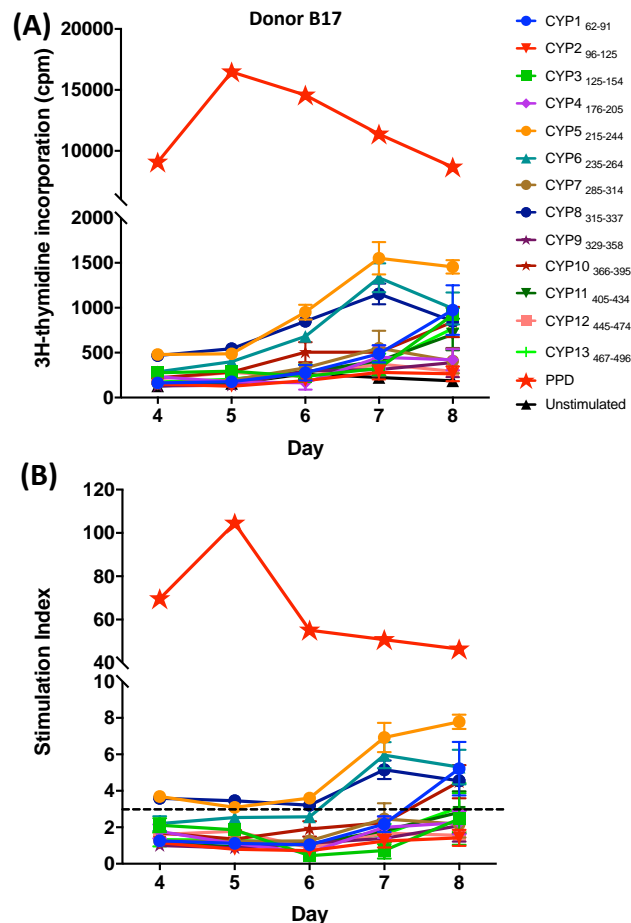 (A)
Donor B17
3H-thymidine incorporation (cpm)
20000
15000
10000
2000
1500
1000
500
0
4 5 6 7 8
Day
CYP1 62-91
CYP2 96-125
CYP3 125-154
CYP4 176-205
CYP5 215-244
CYP6 235-264
CYP7 285-314
CYP8 315-337
CYP9 329-358
CYP10 366-395
CYP11 405-434
CYP12 445-474
CYP13 467-496
PPD
Unstimulated
(B)
Stimulation Index
120
100
80
60
40
10
8
6
4
2
0
4 5 6 7 8
Day